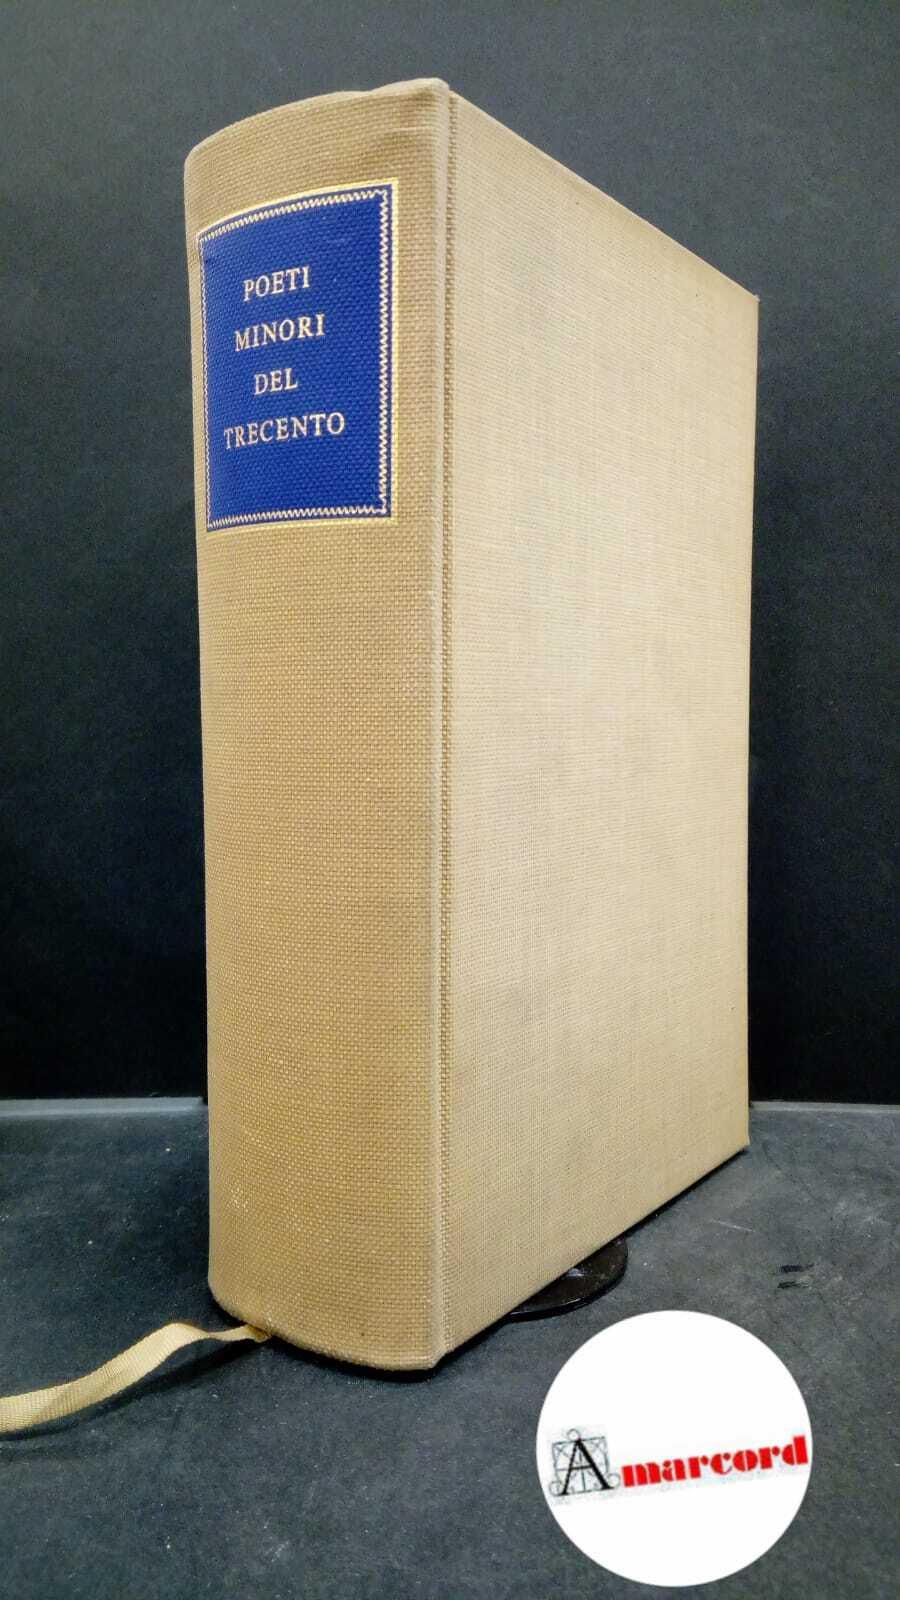 POETI
MINORI
DEL
TRECENTO
Amarcord